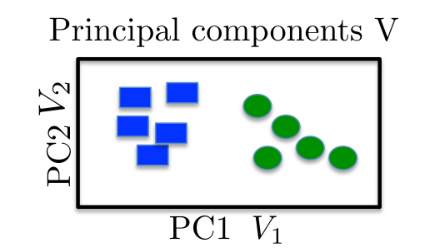 Principal components V
PC2 V₂
PC1 V₁